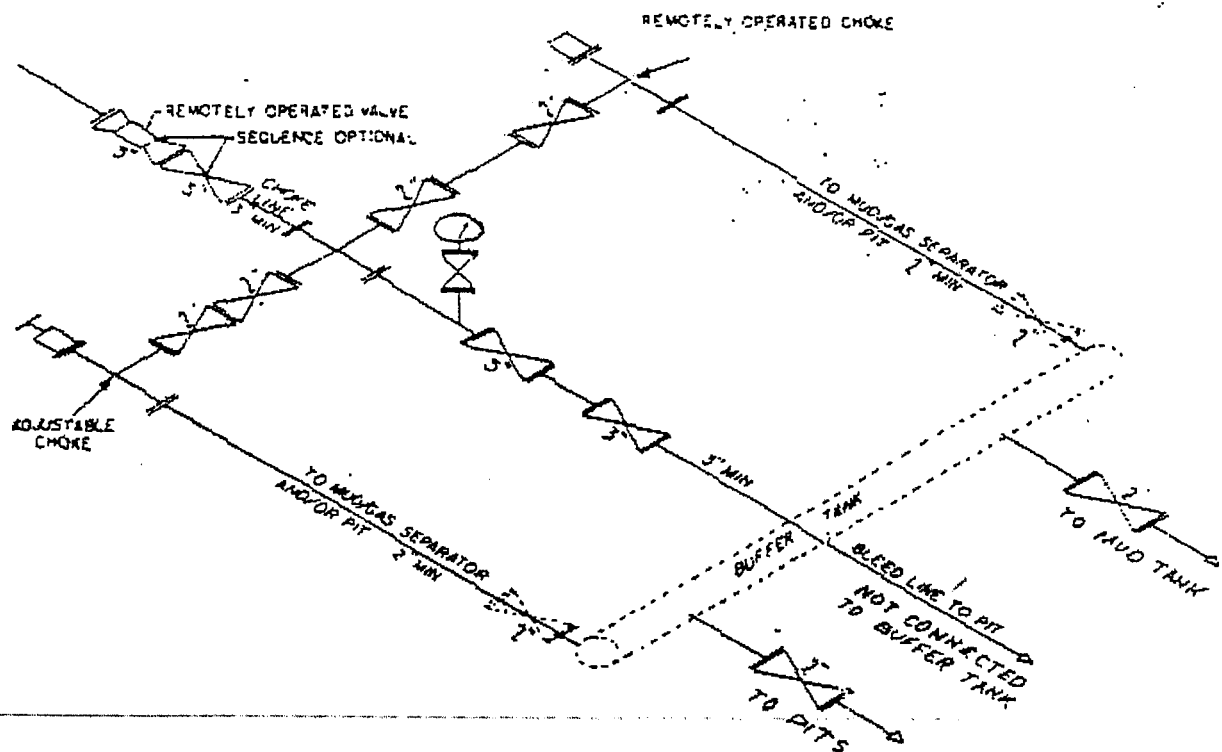 REMOTELY OPERATED CHOKE
REMOTELY OPERATED VALVE
SEQUENCE OPTIONAL
3"
3"
CHOKE
LINE
3 MIN
2"
2"
2"
2"
ADJUSTABLE
CHOKE
TO MUD/GAS SEPARATOR
AND/OR PIT
2" MIN
2"
3"
3"
3" MIN
TO MUD/GAS SEPARATOR
AND/OR PIT
2 MIN
2"
BUFFER TANK
BLEED LINE TO PIT
NOT CONNECTED
TO BUFFER TANK
2"
TO MUD TANK
2"
TO PITS